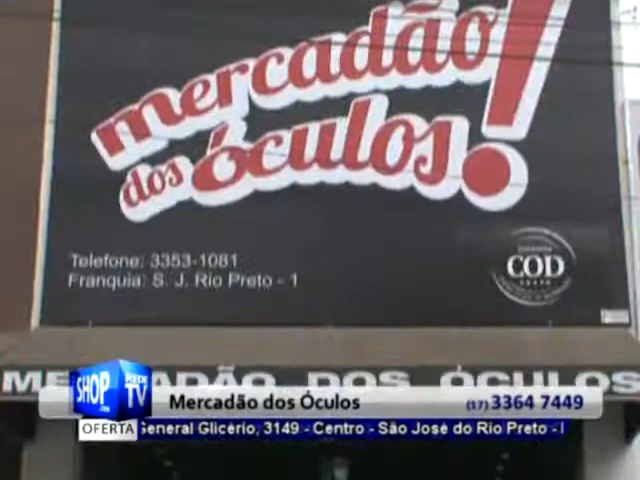 mercadão
dos óculos!
Telefone: 3353-1081
Franquia: S. J. Rio Preto - 1
COD
MERCADÃO DOS ÓCULOS
SHOP
REDE
TV
Mercadão dos Óculos
(17) 3364 7449
OFERTA
General Glicério, 3149 - Centro - São José do Rio Preto -